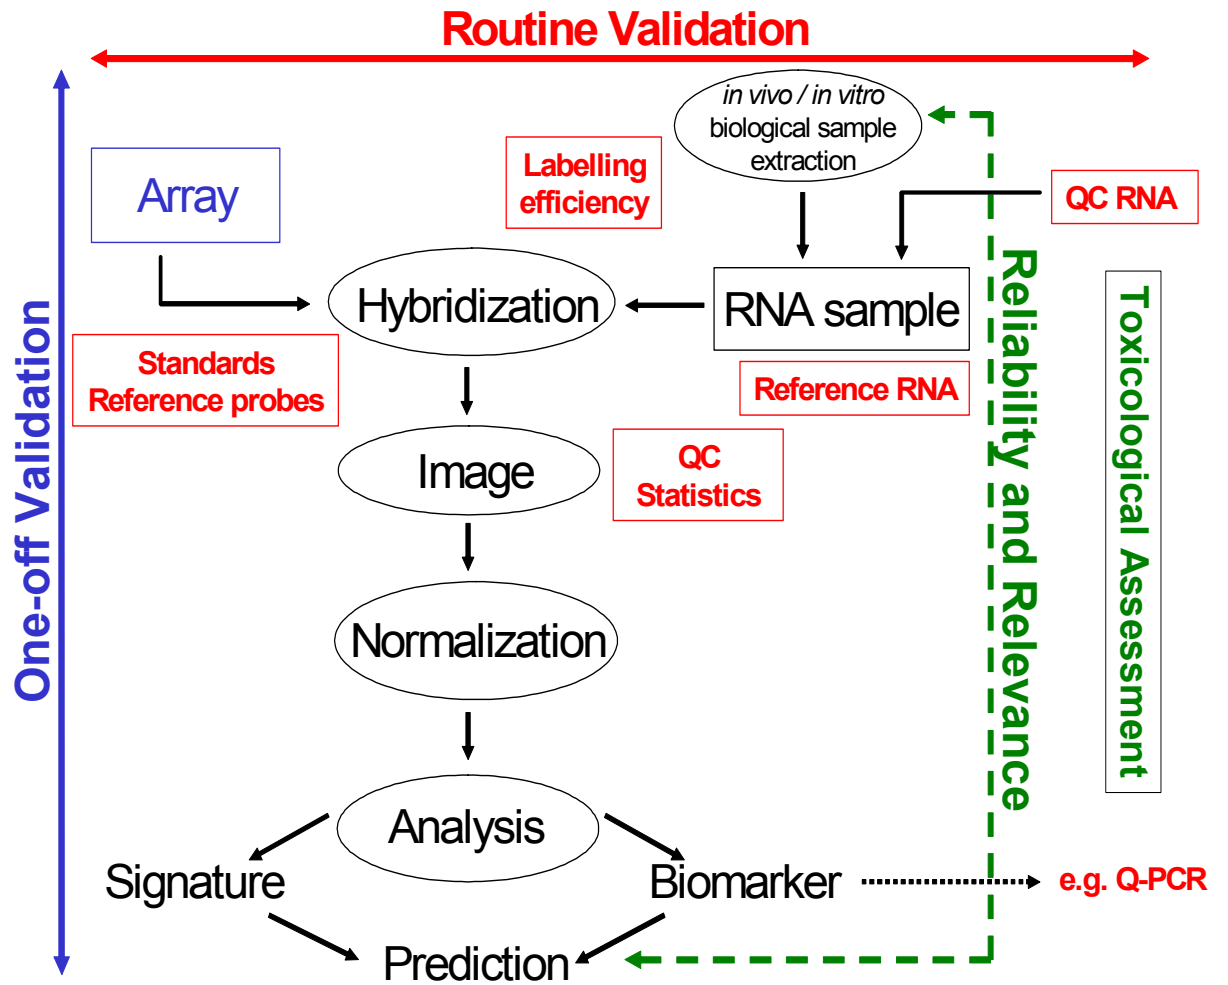 Routine Validation
in vivo / in vitro
biological sample
extraction
Labelling
efficiency
Array
QC RNA
Hybridization
RNA sample
Standards
Reference probes
Reference RNA
Image
QC
Statistics
Normalization
Analysis
Signature
Biomarker
e.g. Q-PCR
Prediction
One-off Validation
Reliability and Relevance
Toxicological Assessment